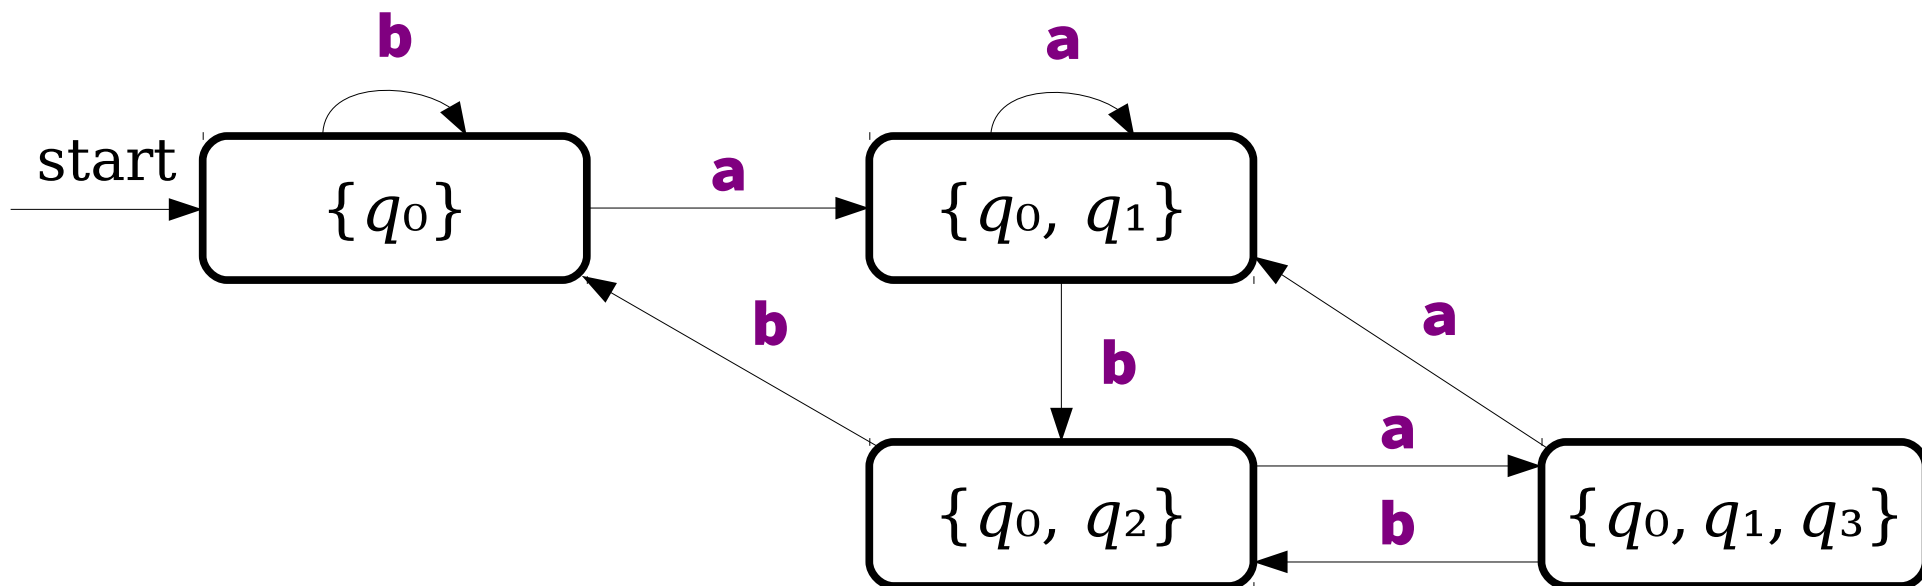 b
a
start
a
{q₀}
{q₀, q₁}
b
a
b
a
{q₀, q₂}
b
{q₀, q₁, q₃}